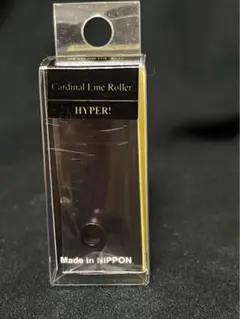 Cardinal Line Roller
HYPER!
Made in NIPPON